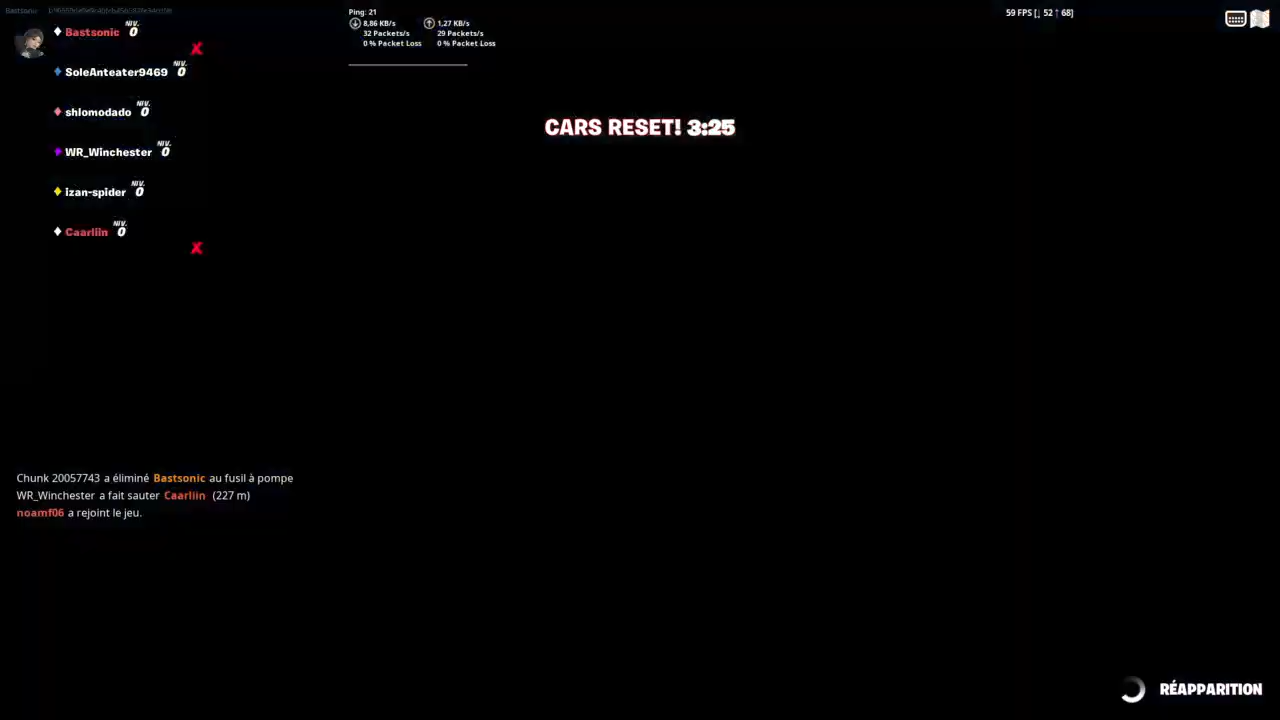 Bastsonic
Ping: 21
8,86 KB/s
1,27 KB/s
32 Packets/s
29 Packets/s
0 % Packet Loss
0 % Packet Loss
59 FPS [↓ 52 ↑ 68]
Bastsonic NIV. 0
X
SoleAnteater9469 NIV. 0
shlomodado NIV. 0
CARS RESET! 3:25
WR_Winchester NIV. 0
izan-spider NIV. 0
Caarliin NIV. 0
X
Chunk 20057743 a éliminé Bastsonic au fusil à pompe
WR_Winchester a fait sauter Caarliin (227 m)
noamf06 a rejoint le jeu.
RÉAPPARITION